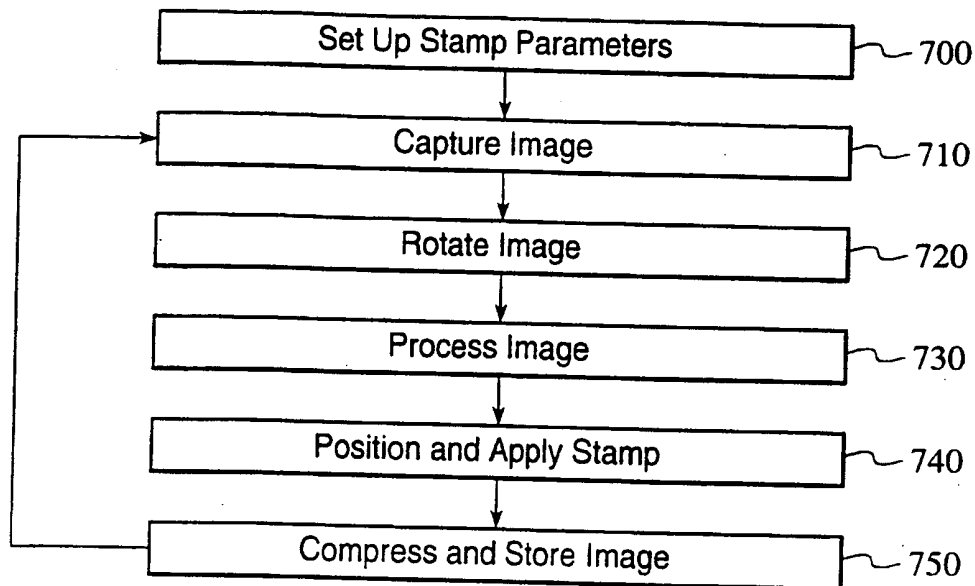 Set Up Stamp Parameters 700
Capture Image 710
Rotate Image 720
Process Image 730
Position and Apply Stamp 740
Compress and Store Image 750